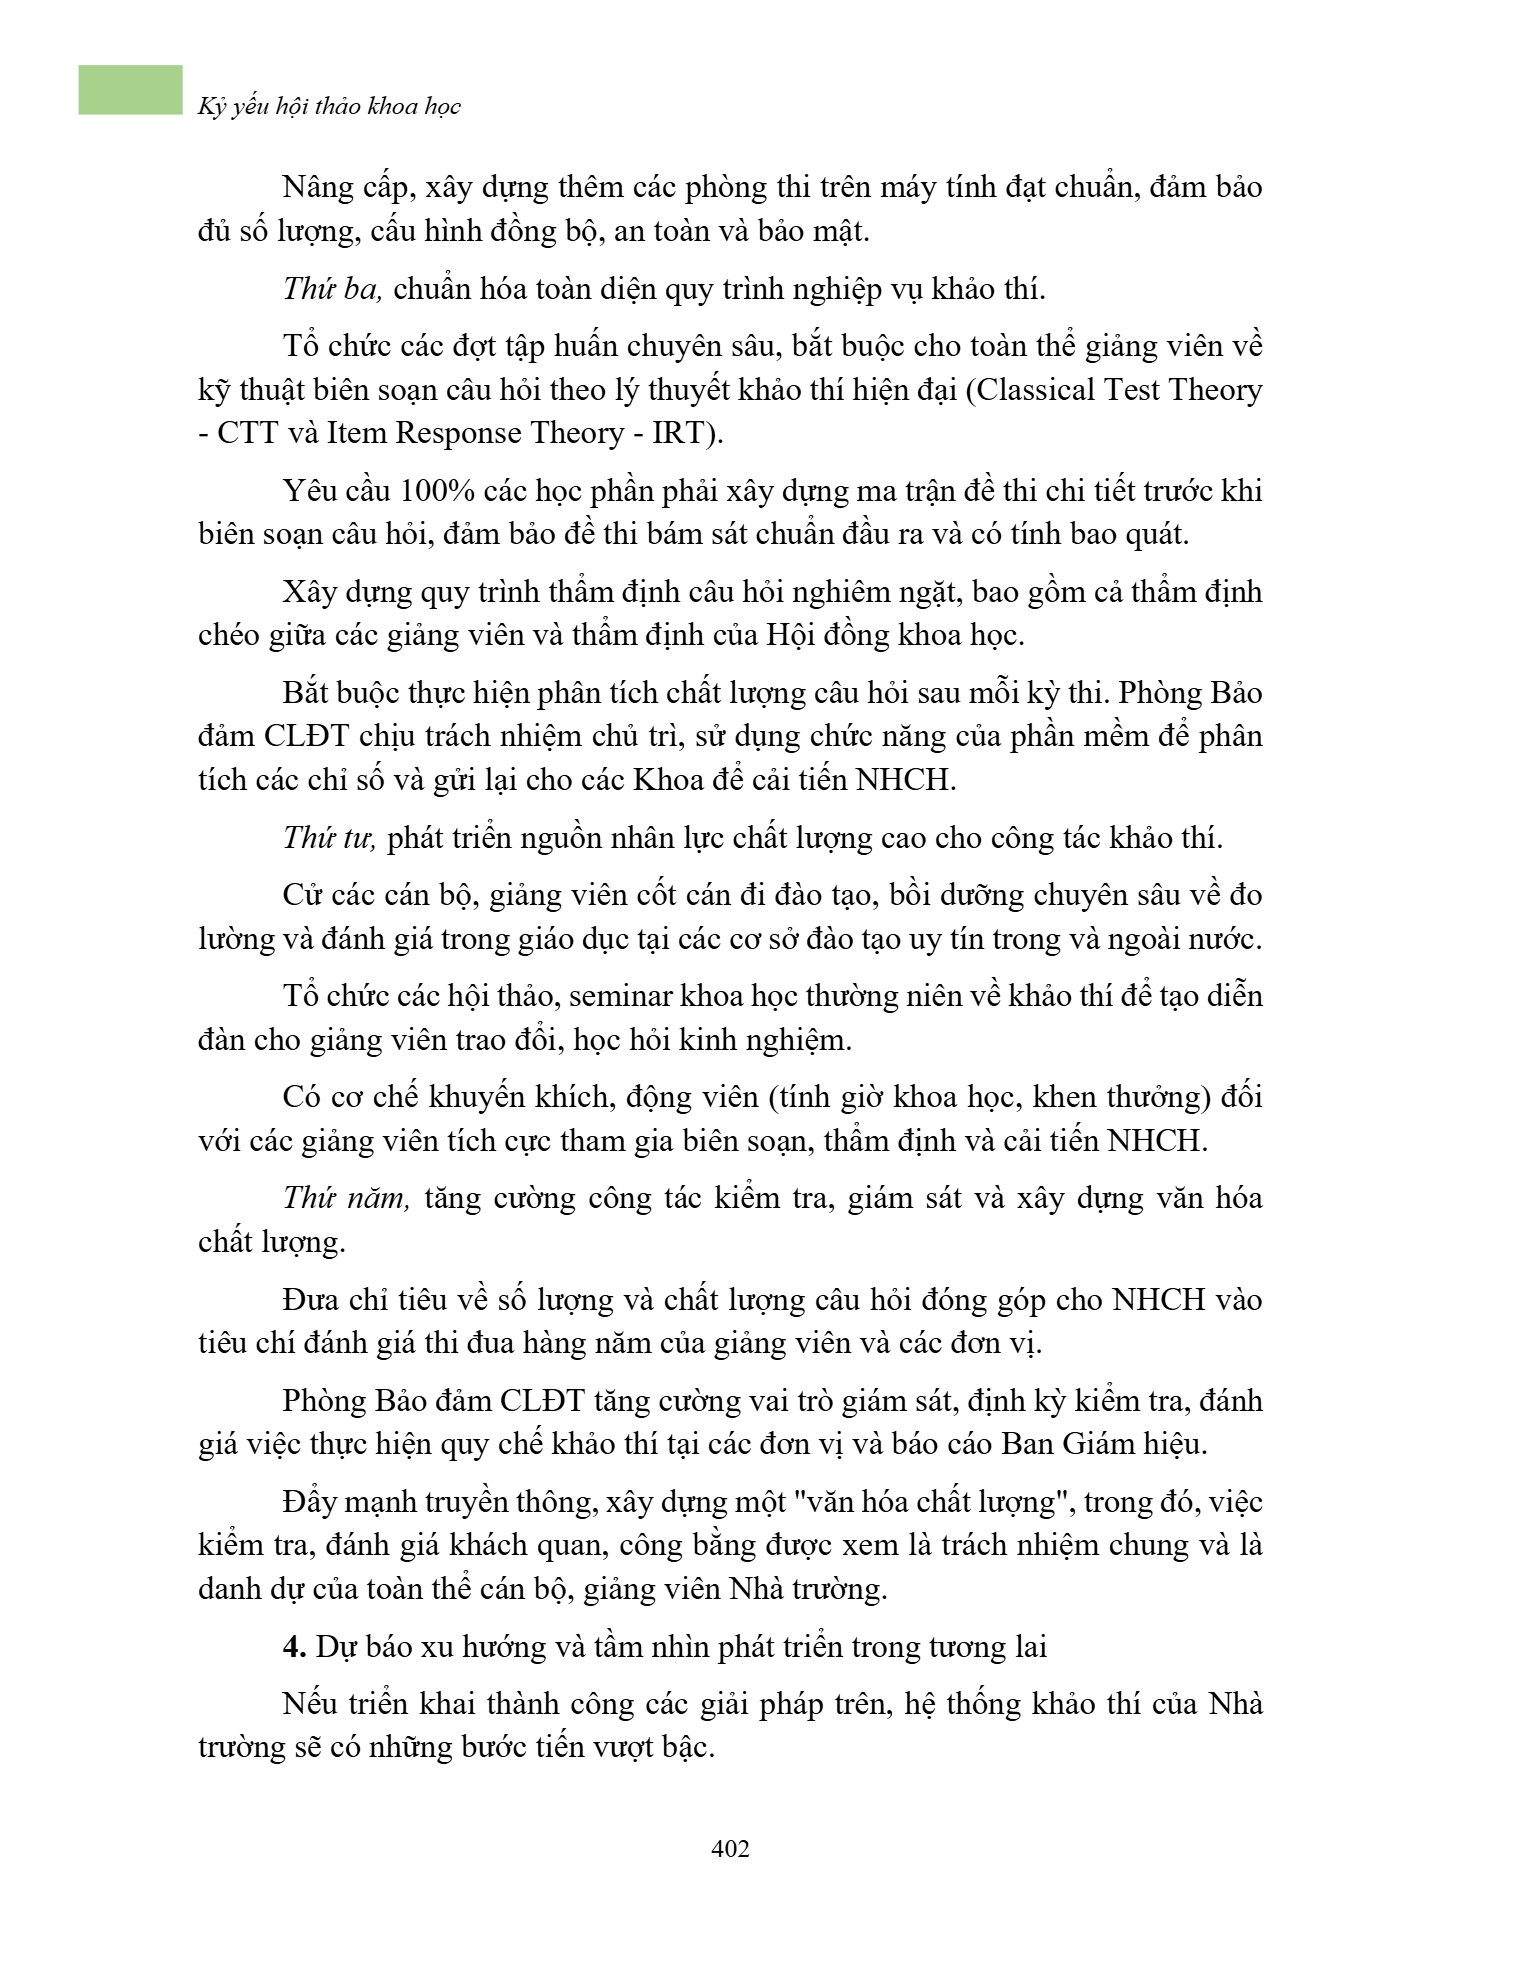 Kỷ yếu hội thảo khoa học
Nâng cấp, xây dựng thêm các phòng thi trên máy tính đạt chuẩn, đảm bảo
đủ số lượng, cấu hình đồng bộ, an toàn và bảo mật.
Thứ ba, chuẩn hóa toàn diện quy trình nghiệp vụ khảo thí.
Tổ chức các đợt tập huấn chuyên sâu, bắt buộc cho toàn thể giảng viên về
kỹ thuật biên soạn câu hỏi theo lý thuyết khảo thí hiện đại (Classical Test Theory
- CTT và Item Response Theory - IRT).
Yêu cầu 100% các học phần phải xây dựng ma trận đề thi chi tiết trước khi
biên soạn câu hỏi, đảm bảo đề thi bám sát chuẩn đầu ra và có tính bao quát.
Xây dựng quy trình thẩm định câu hỏi nghiêm ngặt, bao gồm cả thẩm định
chéo giữa các giảng viên và thẩm định của Hội đồng khoa học.
Bắt buộc thực hiện phân tích chất lượng câu hỏi sau mỗi kỳ thi. Phòng Bảo
đảm CLĐT chịu trách nhiệm chủ trì, sử dụng chức năng của phần mềm để phân
tích các chỉ số và gửi lại cho các Khoa để cải tiến NHCH.
Thứ tư, phát triển nguồn nhân lực chất lượng cao cho công tác khảo thí.
Cử các cán bộ, giảng viên cốt cán đi đào tạo, bồi dưỡng chuyên sâu về đo
lường và đánh giá trong giáo dục tại các cơ sở đào tạo uy tín trong và ngoài nước.
Tổ chức các hội thảo, seminar khoa học thường niên về khảo thí để tạo diễn
đàn cho giảng viên trao đổi, học hỏi kinh nghiệm.
Có cơ chế khuyến khích, động viên (tính giờ khoa học, khen thưởng) đối
với các giảng viên tích cực tham gia biên soạn, thẩm định và cải tiến NHCH.
Thứ năm, tăng cường công tác kiểm tra, giám sát và xây dựng văn hóa
chất lượng.
Đưa chỉ tiêu về số lượng và chất lượng câu hỏi đóng góp cho NHCH vào
tiêu chí đánh giá thi đua hàng năm của giảng viên và các đơn vị.
Phòng Bảo đảm CLĐT tăng cường vai trò giám sát, định kỳ kiểm tra, đánh
giá việc thực hiện quy chế khảo thí tại các đơn vị và báo cáo Ban Giám hiệu.
Đẩy mạnh truyền thông, xây dựng một "văn hóa chất lượng", trong đó, việc
kiểm tra, đánh giá khách quan, công bằng được xem là trách nhiệm chung và là
danh dự của toàn thể cán bộ, giảng viên Nhà trường.
4. Dự báo xu hướng và tầm nhìn phát triển trong tương lai
Nếu triển khai thành công các giải pháp trên, hệ thống khảo thí của Nhà
trường sẽ có những bước tiến vượt bậc.
402